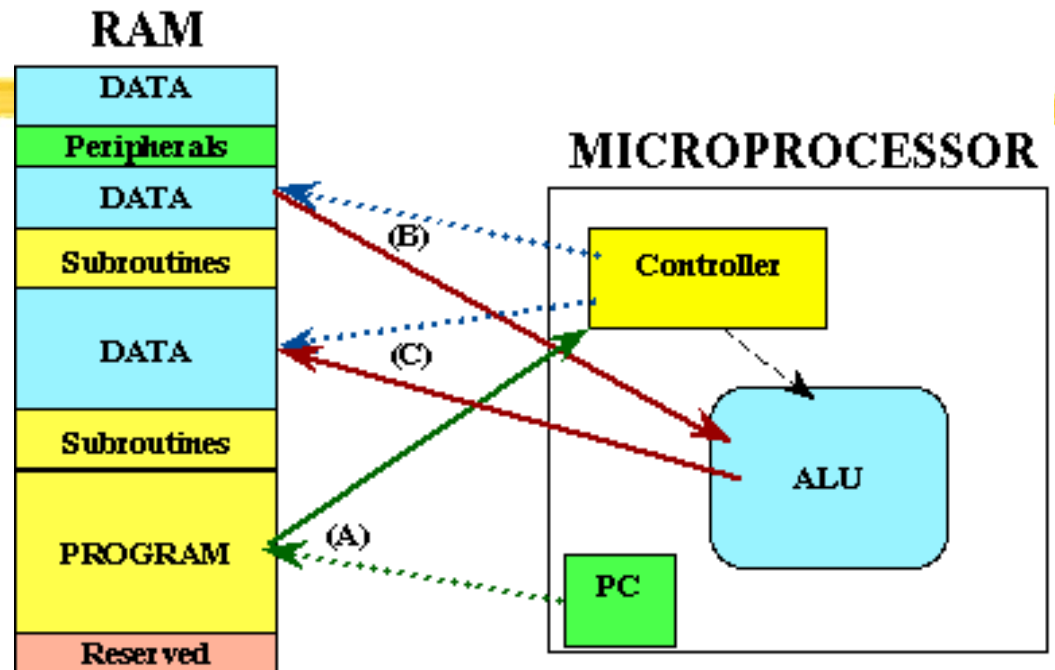 RAM
DATA
Peripherals
DATA
Subroutines
DATA
Subroutines
PROGRAM
Reserved
(B)
(C)
(A)
MICROPROCESSOR
Controller
ALU
PC